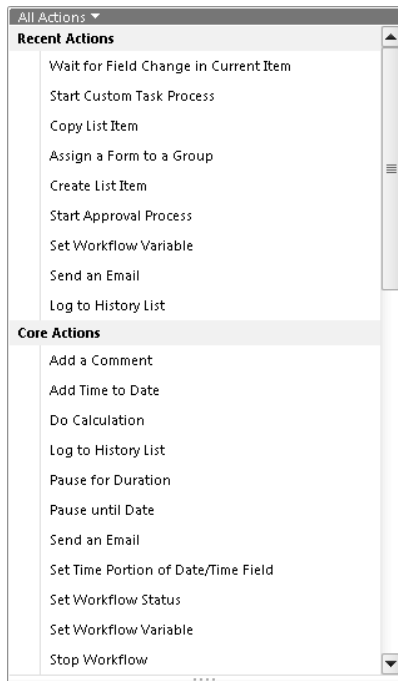 All Actions
Recent Actions
Wait for Field Change in Current Item
Start Custom Task Process
Copy List Item
Assign a Form to a Group
Create List Item
Start Approval Process
Set Workflow Variable
Send an Email
Log to History List
Core Actions
Add a Comment
Add Time to Date
Do Calculation
Log to History List
Pause for Duration
Pause until Date
Send an Email
Set Time Portion of Date/Time Field
Set Workflow Status
Set Workflow Variable
Stop Workflow